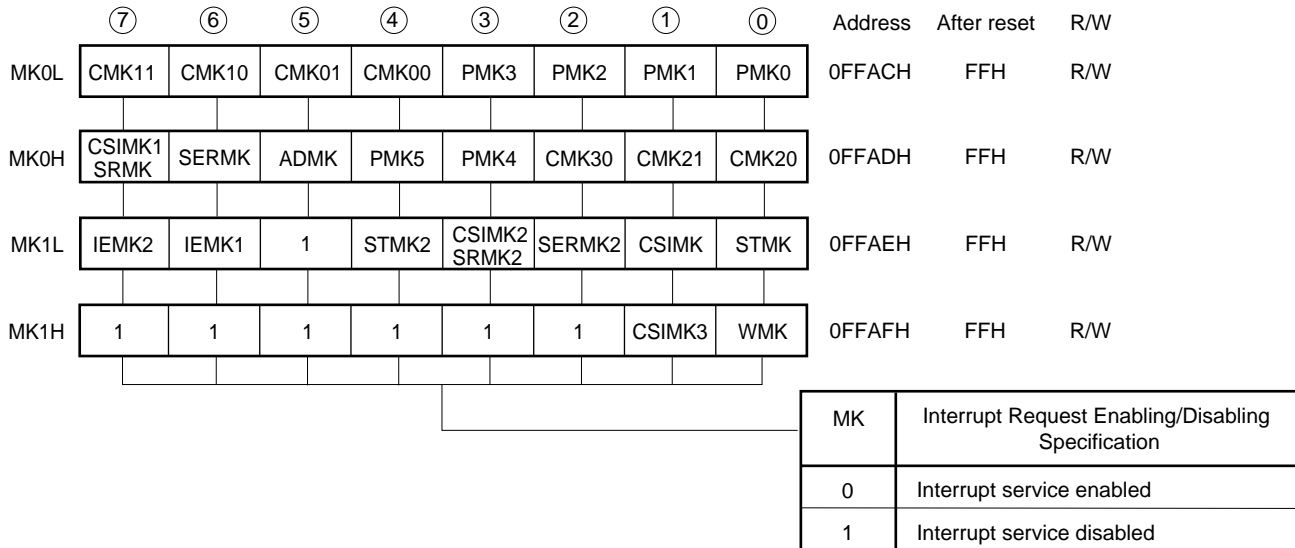 ⑦ ⑥ ⑤ ④ ③ ② ① ⓪ Address After reset R/W
MK0L CMK11 CMK10 CMK01 CMK00 PMK3 PMK2 PMK1 PMK0 0FFACH FFH R/W
MK0H CSIMK1 SRMK SERMK ADMK PMK5 PMK4 CMK30 CMK21 CMK20 0FFADH FFH R/W
MK1L IEMK2 IEMK1 1 STMK2 CSIMK2 SRMK2 SERMK2 CSIMK STMK 0FFAEH FFH R/W
MK1H 1 1 1 1 1 1 CSIMK3 WMK 0FFAFH FFH R/W
MK Interrupt Request Enabling/Disabling
Specification
0 Interrupt service enabled
1 Interrupt service disabled